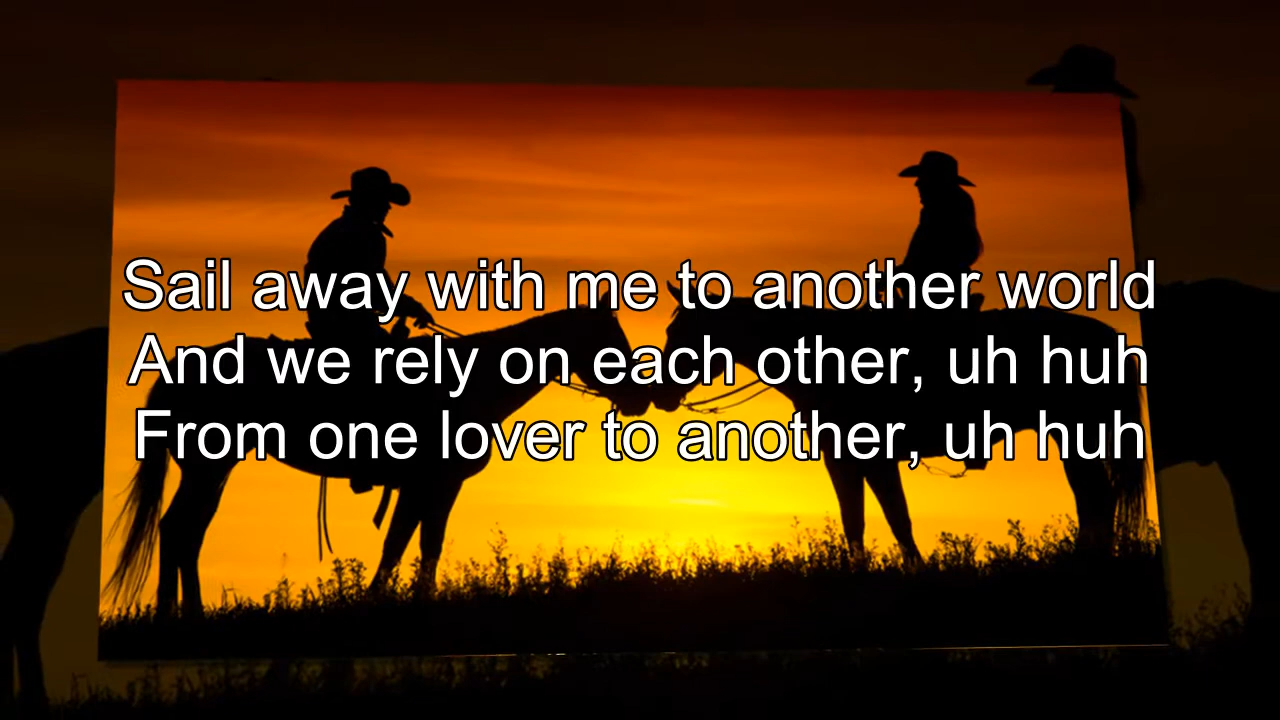 Sail away with me to another world
And we rely on each other, uh huh
From one lover to another, uh huh